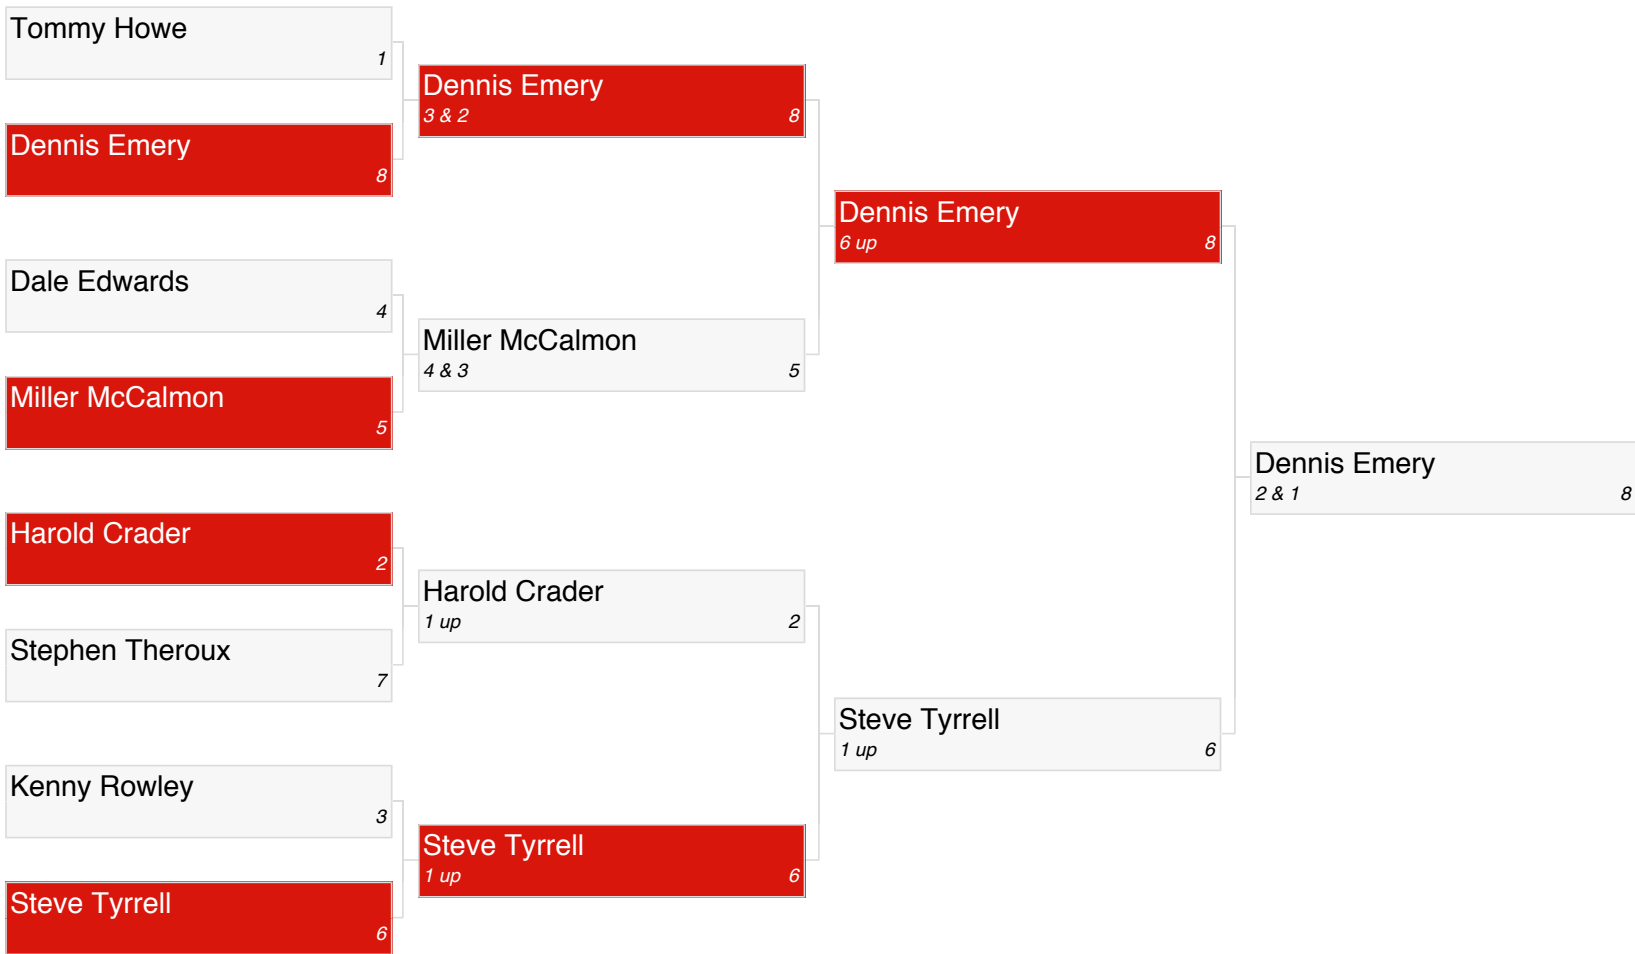 Tommy Howe
1
Dennis Emery
8
Dale Edwards
4
Miller McCalmon
5
Harold Crader
2
Stephen Theroux
7
Kenny Rowley
3
Steve Tyrrell
6
Dennis Emery
3 & 2 8
Miller McCalmon
4 & 3 5
Harold Crader
1 up 2
Steve Tyrrell
1 up 6
Dennis Emery
6 up 8
Steve Tyrrell
1 up 6
Dennis Emery
2 & 1 8